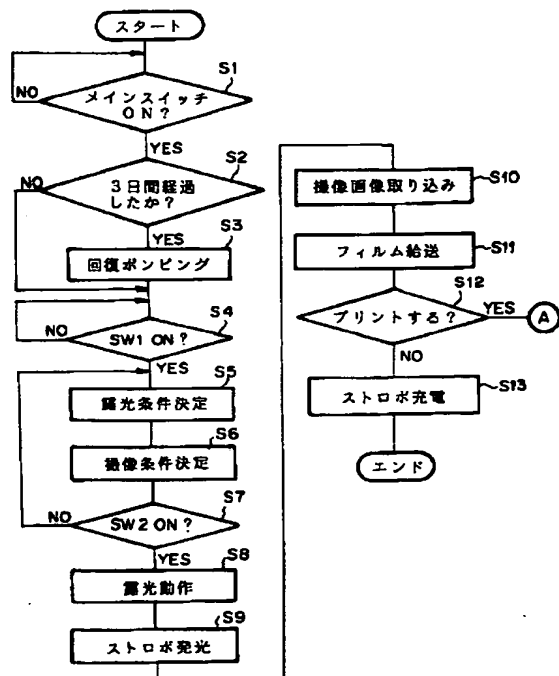 スタート
S1
メインスイッチ
ON?
NO
YES
S2
3日間経過
したか?
NO
YES
S3
回復ポンピング
S4
SW1 ON?
NO
YES
S5
露光条件決定
S6
撮像条件決定
S7
SW2 ON?
NO
YES
S8
露光動作
S9
ストロボ発光
S10
撮像画像取り込み
S11
フィルム給送
S12
プリントする?
YES
A
NO
S13
ストロボ充電
エンド